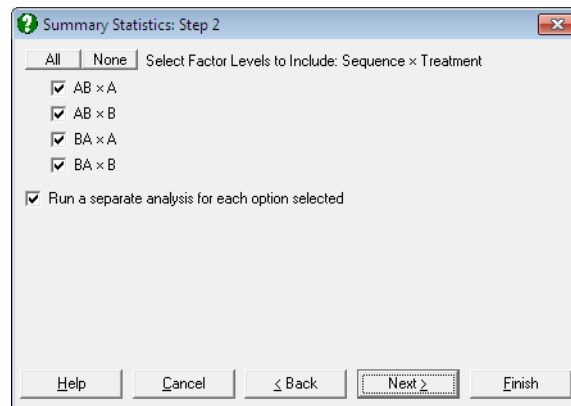 Summary Statistics: Step 2
All None Select Factor Levels to Include: Sequence × Treatment
AB × A
AB × B
BA × A
BA × B
Run a separate analysis for each option selected
Help Cancel < Back Next > Finish